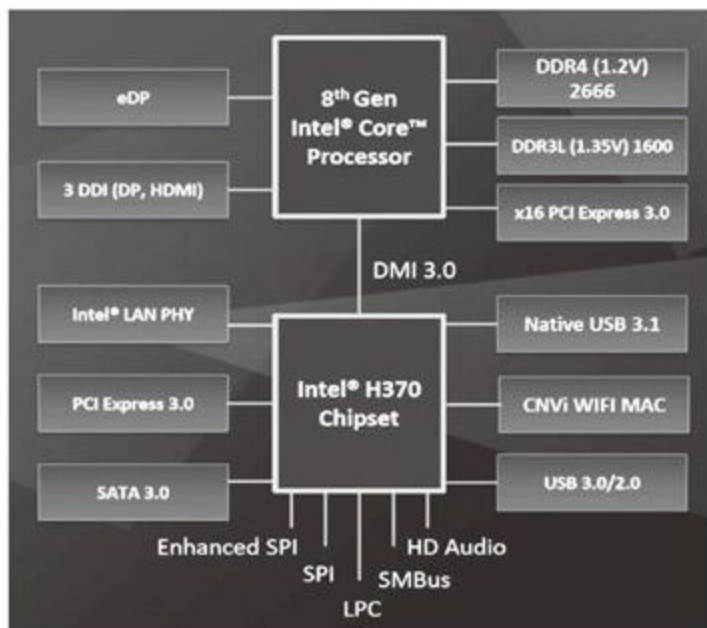 eDP
8th Gen
Intel® Core™
Processor
DDR4 (1.2V)
2666
3 DDI (DP, HDMI)
DDR3L (1.35V) 1600
x16 PCI Express 3.0
DMI 3.0
Intel® LAN PHY
Native USB 3.1
PCI Express 3.0
Intel® H370
Chipset
CNVi WIFI MAC
SATA 3.0
USB 3.0/2.0
Enhanced SPI
SPI
LPC
SMBus
HD Audio